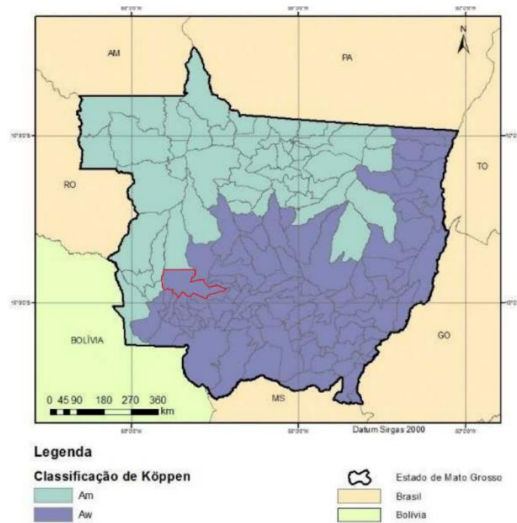 AM
PA
N
RO
TO
BOLÍVIA
GO
MS
0 45 90 180 270 360
km
Datum Sirgas 2000
Legenda
Classificação de Köppen
Am
Aw
Estado de Mato Grosso
Brasil
Bolívia